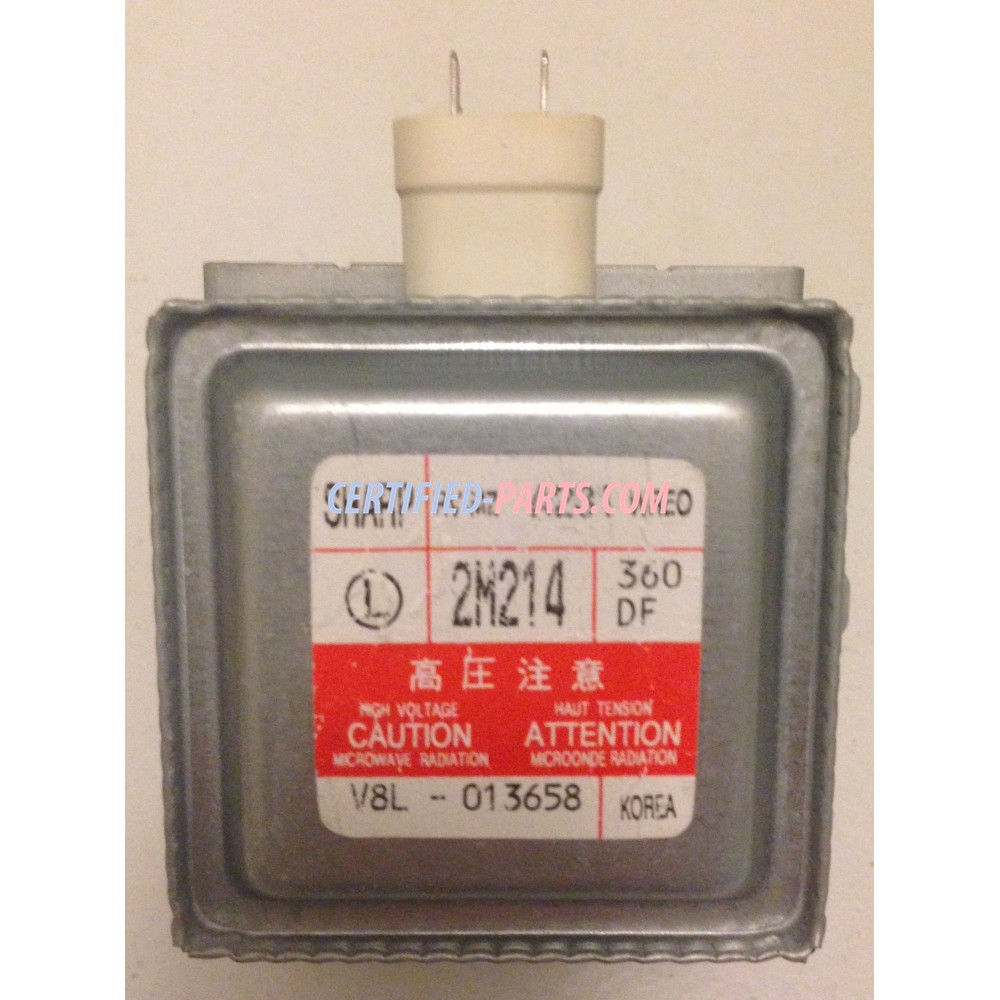 CERTIFIED-PARTS.COM
SHARP
Ⓛ 2M214 360
DF
高圧注意
HIGH VOLTAGE HAUT TENSION
CAUTION ATTENTION
MICROWAVE RADIATION MICROONDE RADIATION
V8L - 013658 KOREA